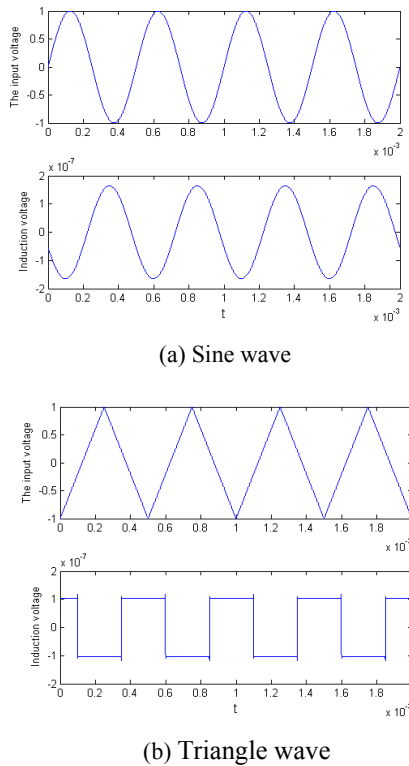 The input voltage
1
0.5
0
-0.5
-1
0 0.2 0.4 0.6 0.8 1 1.2 1.4 1.6 1.8 2
x 10⁻³
x 10⁻⁷
Induction voltage
2
1
0
-1
-2
0 0.2 0.4 0.6 0.8 1 1.2 1.4 1.6 1.8 2
t
x 10⁻³
(a) Sine wave
The input voltage
1
0.5
0
-0.5
-1
0 0.2 0.4 0.6 0.8 1 1.2 1.4 1.6 1.8
x 10
x 10⁻⁷
Induction voltage
2
1
0
-1
-2
0 0.2 0.4 0.6 0.8 1 1.2 1.4 1.6 1.8
t
x 10
(b) Triangle wave